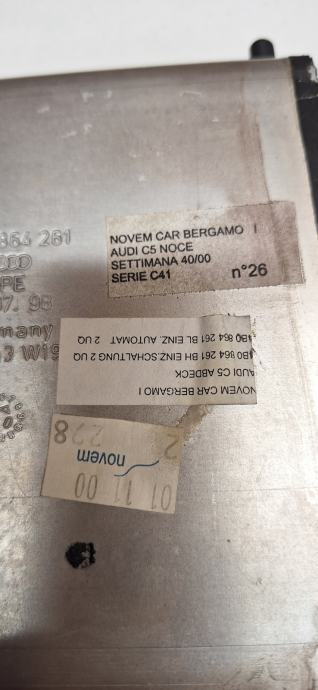 864 261
07. 98
NOVEM CAR BERGAMO I
AUDI C5 NOCE
SETTIMANA 40/00
SERIE C41 n°26
NOVEM CAR BERGAMO I
AUDI C5 ABDECK
4B0 864 261 BH EINZ.SCHALTUNG 2 UQ
4B0 864 261 BL EINZ. AUTOMAT 2 UQ
01 11 00
novem
2 228